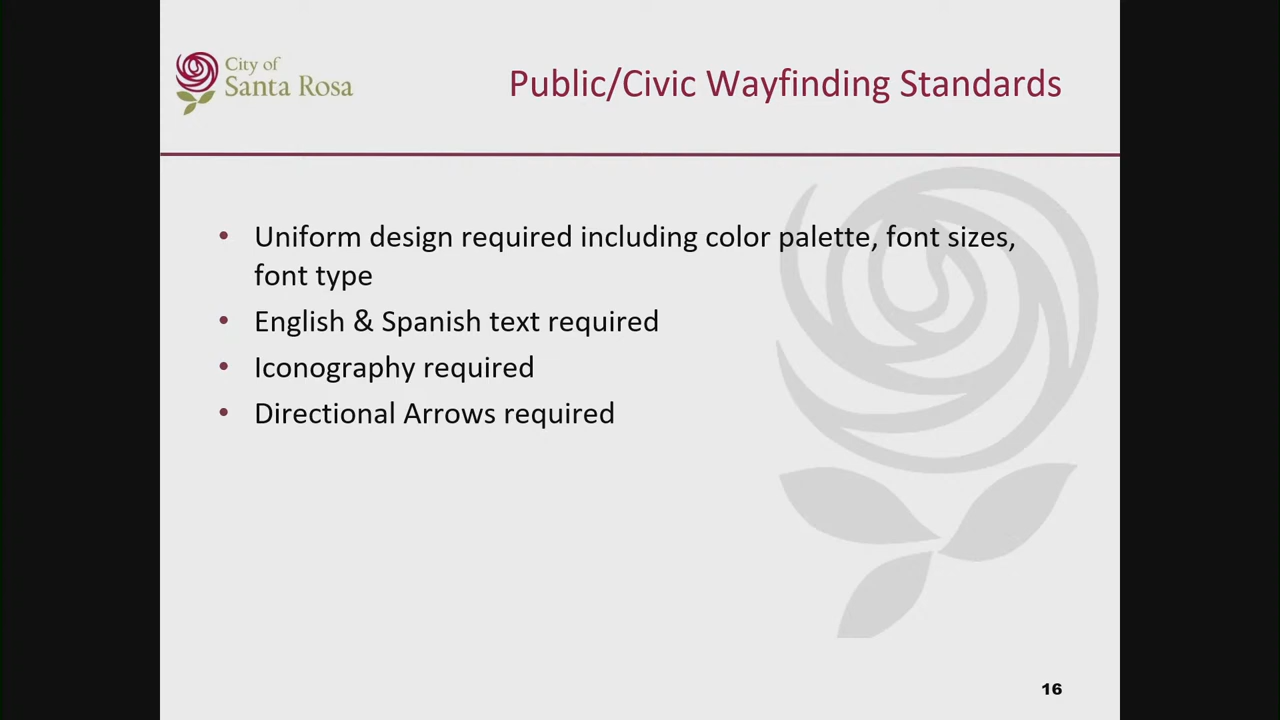 City of
Santa Rosa
Public/Civic Wayfinding Standards
• Uniform design required including color palette, font sizes,
font type
• English & Spanish text required
• Iconography required
• Directional Arrows required
16